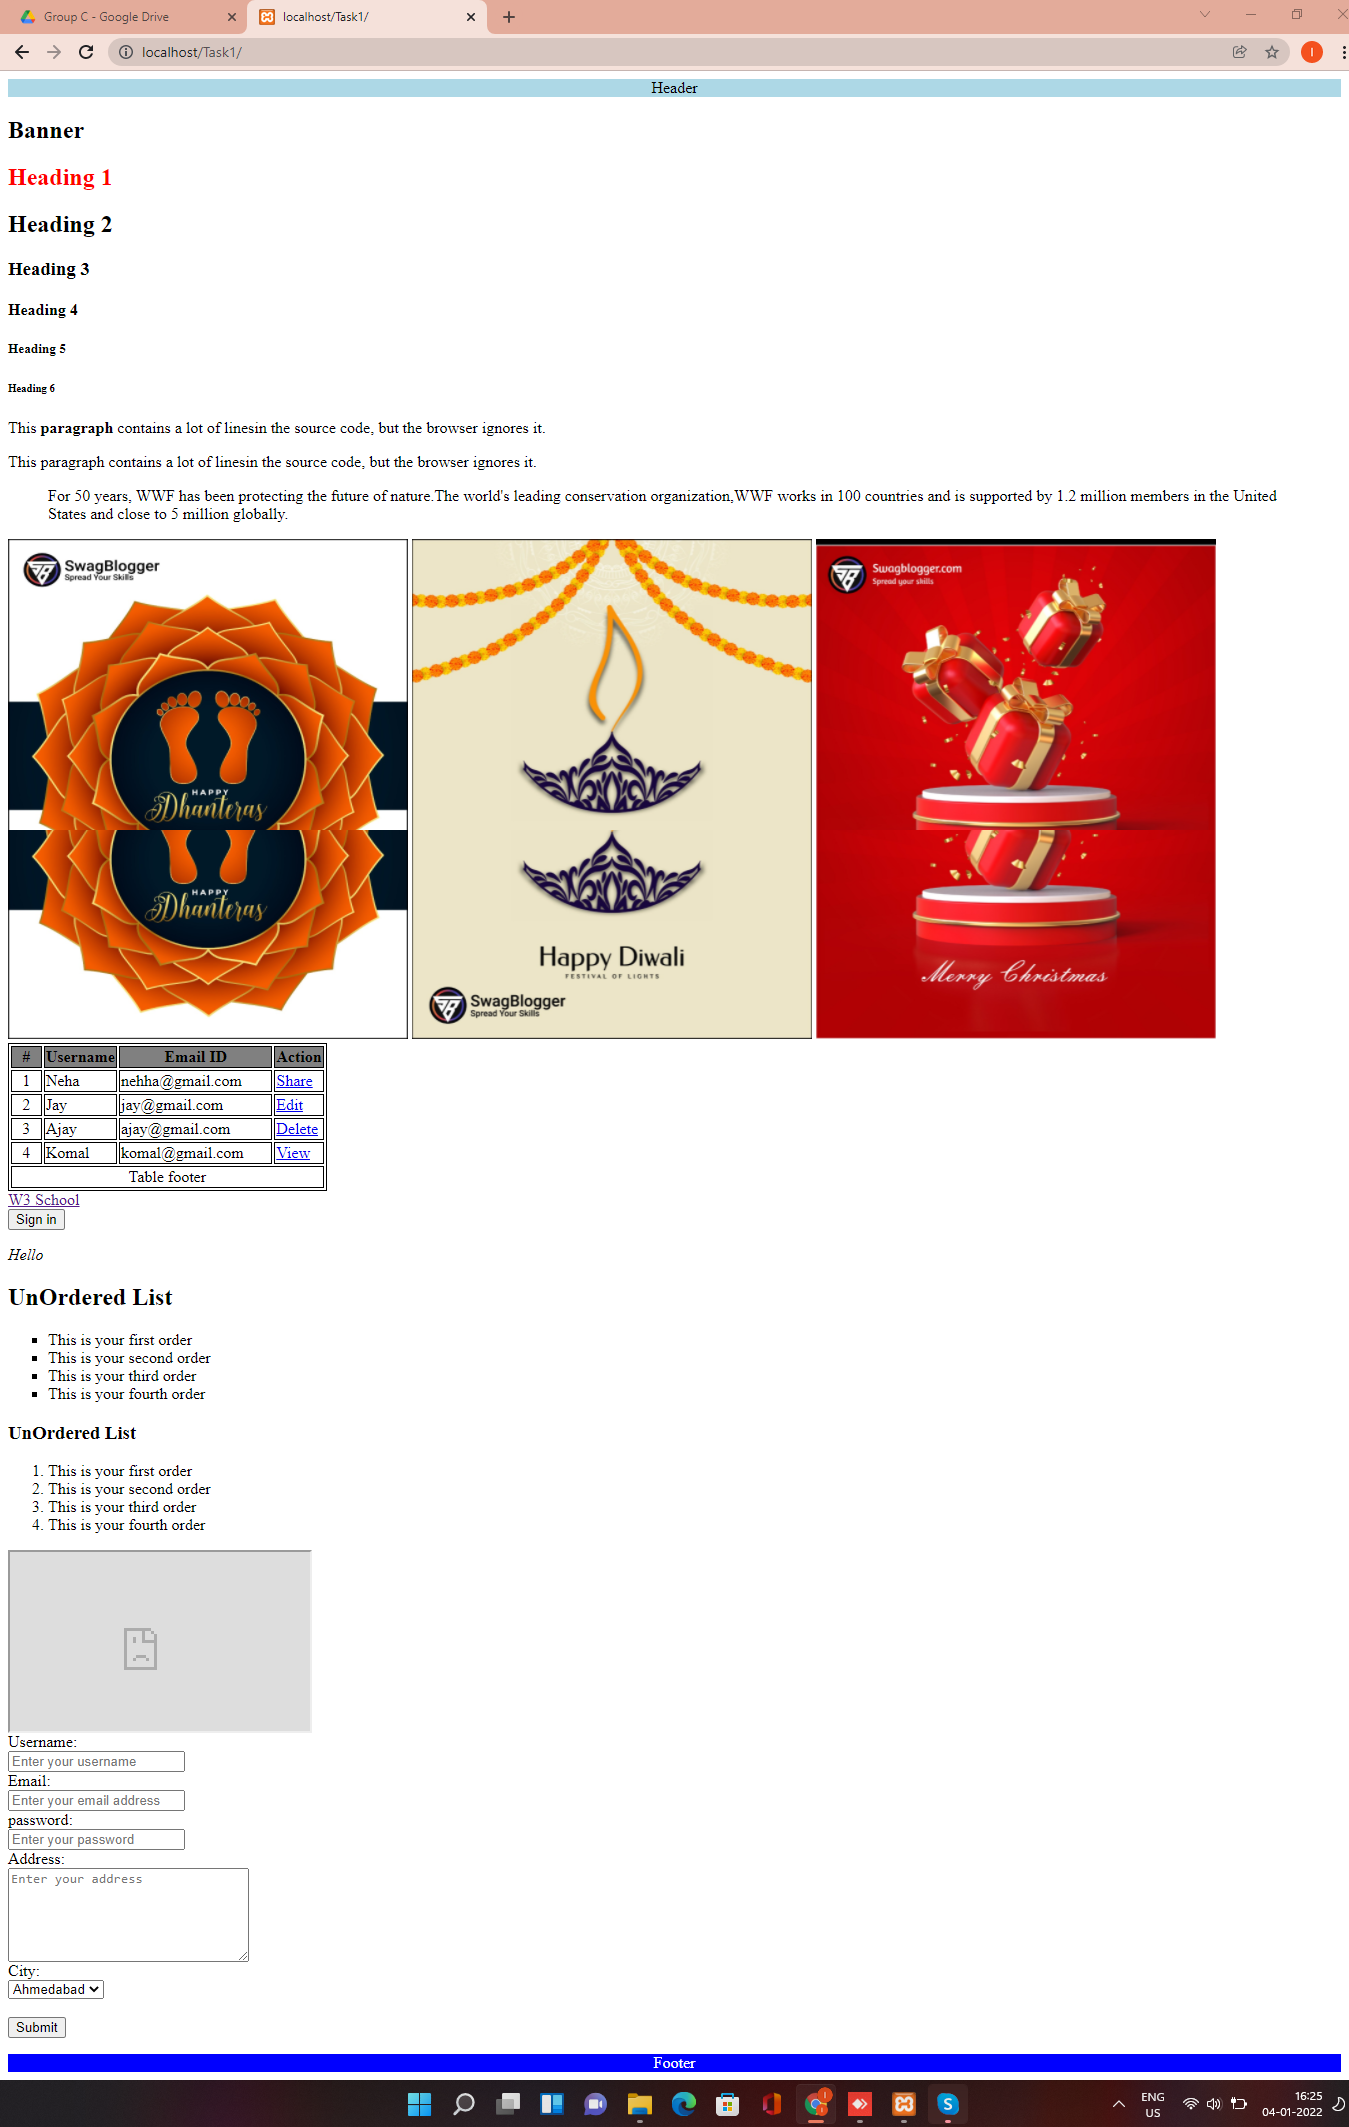 Group C - Google Drive
localhost/Task1/
localhost/Task1/
I
Header
Banner
Heading 1
Heading 2
Heading 3
Heading 4
Heading 5
Heading 6
This paragraph contains a lot of linesin the source code, but the browser ignores it.
This paragraph contains a lot of linesin the source code, but the browser ignores it.
For 50 years, WWF has been protecting the future of nature.The world's leading conservation organization,WWF works in 100 countries and is supported by 1.2 million members in the United
States and close to 5 million globally.
SwagBlogger
Spread Your Skills
HAPPY
Dhanteras
HAPPY
Dhanteras
Happy Diwali
FESTIVAL OF LIGHTS
SwagBlogger
Spread Your Skills
Swagblogger.com
Spread your skills
Merry Christmas
# Username Email ID Action
1 Neha nehha@gmail.com Share
2 Jay jay@gmail.com Edit
3 Ajay ajay@gmail.com Delete
4 Komal komal@gmail.com View
Table footer
W3 School
Sign in
Hello
UnOrdered List
This is your first order
This is your second order
This is your third order
This is your fourth order
UnOrdered List
1. This is your first order
2. This is your second order
3. This is your third order
4. This is your fourth order
Username:
Enter your username
Email:
Enter your email address
password:
Enter your password
Address:
Enter your address
City:
Ahmedabad
Submit
Footer
ENG
US
16:25
04-01-2022